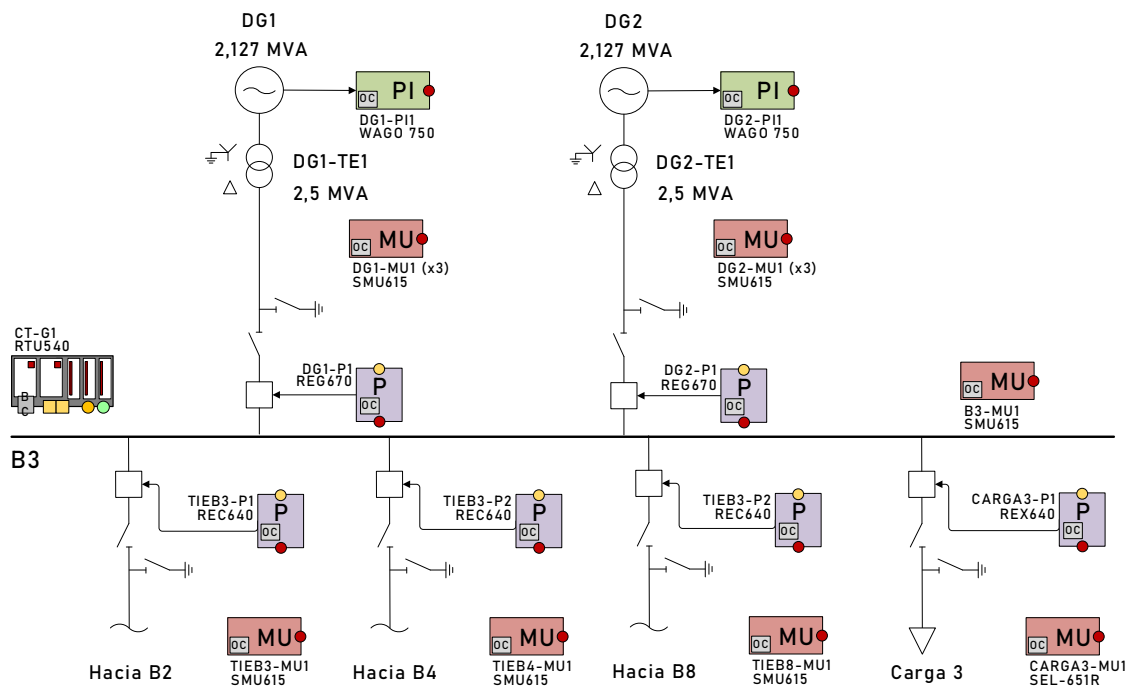 DG1
2,127 MVA
PI
OC
DG1-PI1
WAGO 750
DG1-TE1
2,5 MVA
MU
OC
DG1-MU1 (x3)
SMU615
DG2
2,127 MVA
PI
OC
DG2-PI1
WAGO 750
DG2-TE1
2,5 MVA
MU
OC
DG2-MU1 (x3)
SMU615
CT-G1
RTU540
B
C
DG1-P1
REG670
P
OC
DG2-P1
REG670
P
OC
MU
OC
B3-MU1
SMU615
B3
TIEB3-P1
REC640
P
OC
TIEB3-P2
REC640
P
OC
TIEB3-P2
REC640
P
OC
CARGA3-P1
REX640
P
OC
Hacia B2
MU
OC
TIEB3-MU1
SMU615
Hacia B4
MU
OC
TIEB4-MU1
SMU615
Hacia B8
MU
OC
TIEB8-MU1
SMU615
Carga 3
MU
OC
CARGA3-MU1
SEL-651R